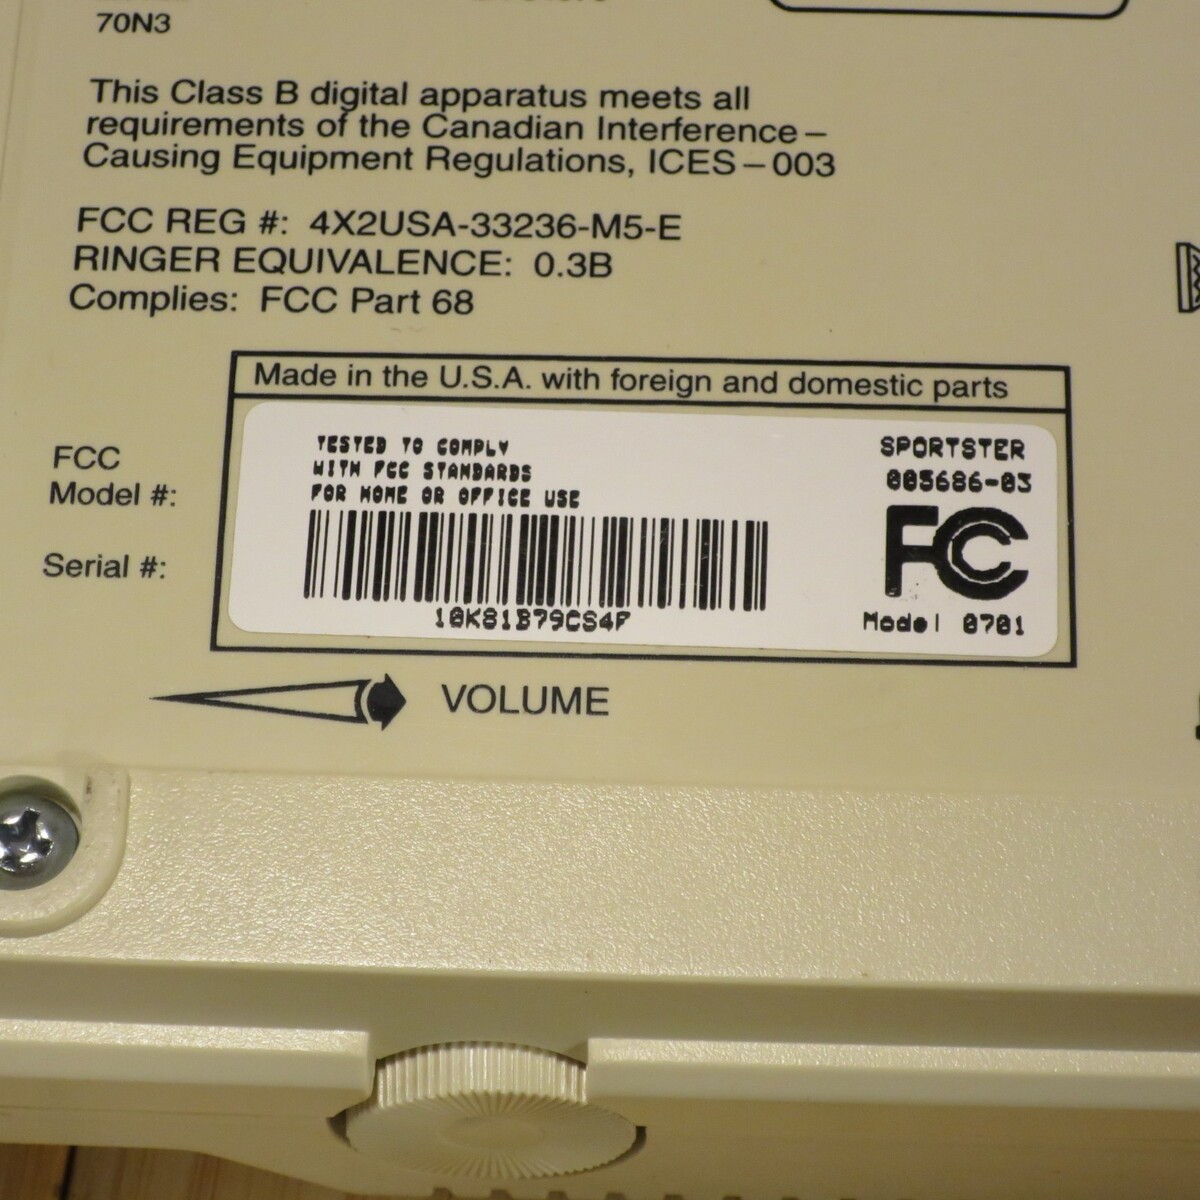 70N3
This Class B digital apparatus meets all
requirements of the Canadian Interference–
Causing Equipment Regulations, ICES–003
FCC REG #: 4X2USA-33236-M5-E
RINGER EQUIVALENCE: 0.3B
Complies: FCC Part 68
Made in the U.S.A. with foreign and domestic parts
FCC
Model #:
Serial #:
TESTED TO COMPLY
WITH FCC STANDARDS
FOR HOME OR OFFICE USE
10K81B79CS4P
SPORTSTER
005686-03
FC
Model 0701
VOLUME